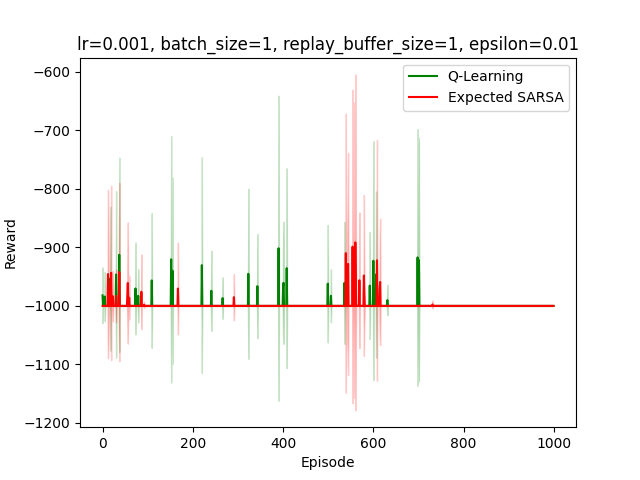 lr=0.001, batch_size=1, replay_buffer_size=1, epsilon=0.01
Q-Learning
Expected SARSA
−600
−700
−800
−900
−1000
−1100
−1200
Reward
0 200 400 600 800 1000
Episode